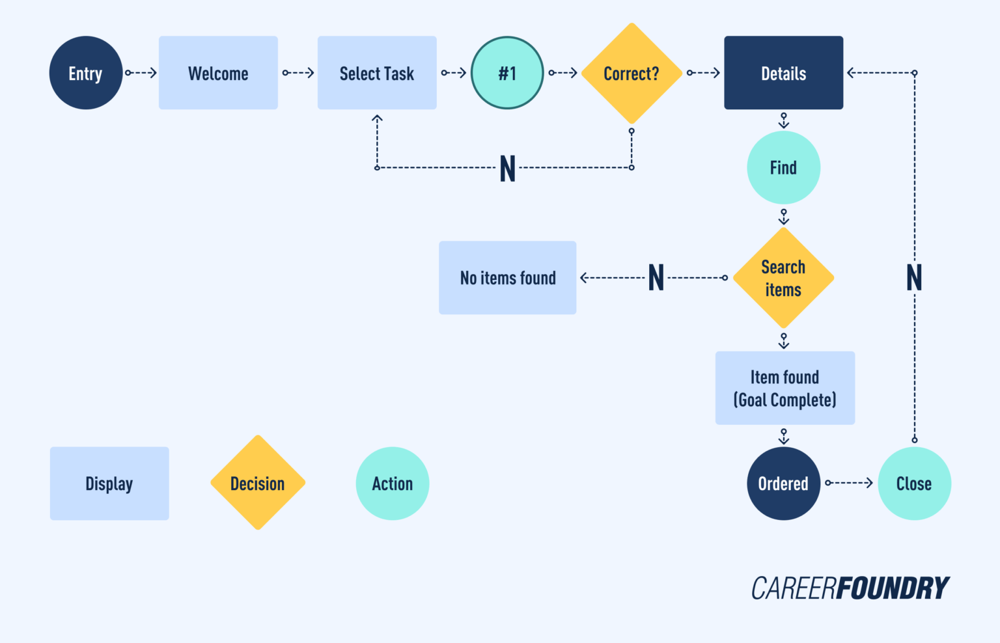 Entry
Welcome
Select Task
#1
Correct?
Details
N
Find
No items found
N
Search
items
N
Item found
(Goal Complete)
Display
Decision
Action
Ordered
Close
CAREERFOUNDRY